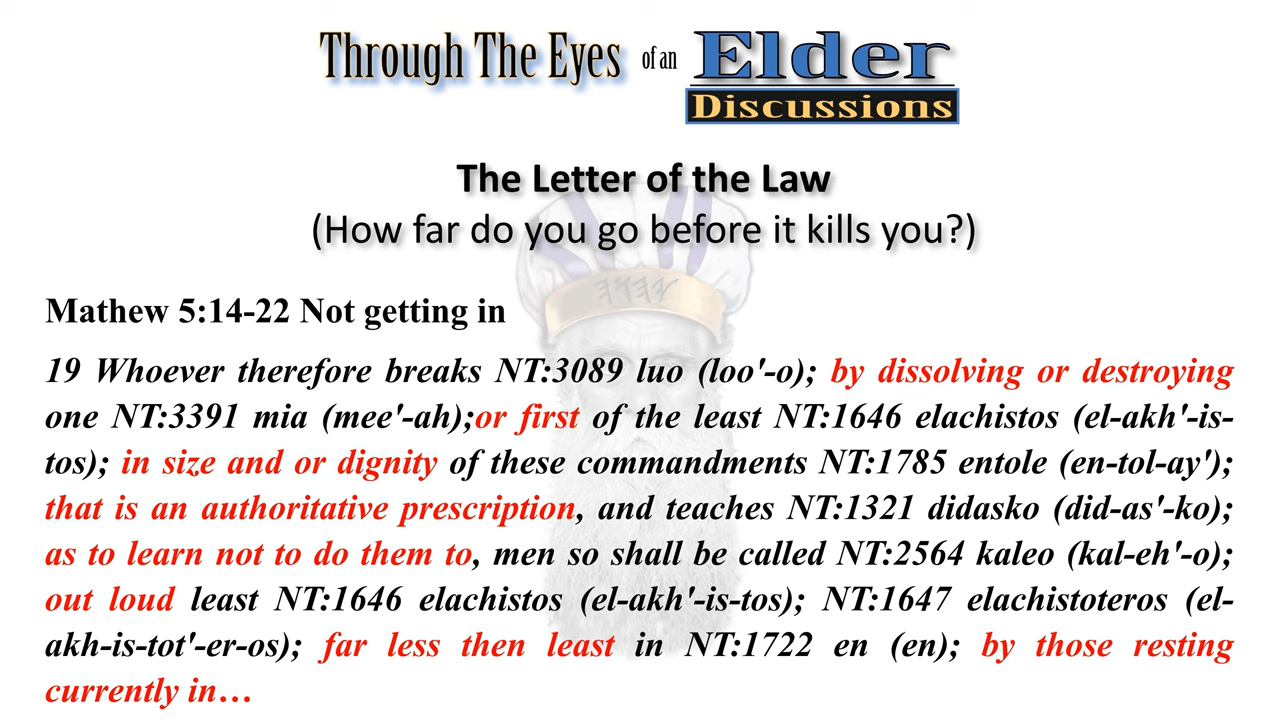 Through The Eyes of an Elder
Discussions
The Letter of the Law
(How far do you go before it kills you?)
Mathew 5:14-22 Not getting in
19 Whoever therefore breaks NT:3089 luo (loo'-o); by dissolving or destroying
one NT:3391 mia (mee'-ah);or first of the least NT:1646 elachistos (el-akh'-is-
tos); in size and or dignity of these commandments NT:1785 entole (en-tol-ay');
that is an authoritative prescription, and teaches NT:1321 didasko (did-as'-ko);
as to learn not to do them to, men so shall be called NT:2564 kaleo (kal-eh'-o);
out loud least NT:1646 elachistos (el-akh'-is-tos); NT:1647 elachistoteros (el-
akh-is-tot'-er-os); far less then least in NT:1722 en (en); by those resting
currently in…